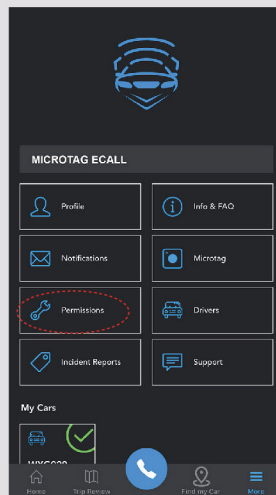 MICROTAG ECALL
Profile
Info & FAQ
Notifications
Microtag
Permissions
Drivers
Incident Reports
Support
My Cars
Home
Trip Review
Find my Car
More